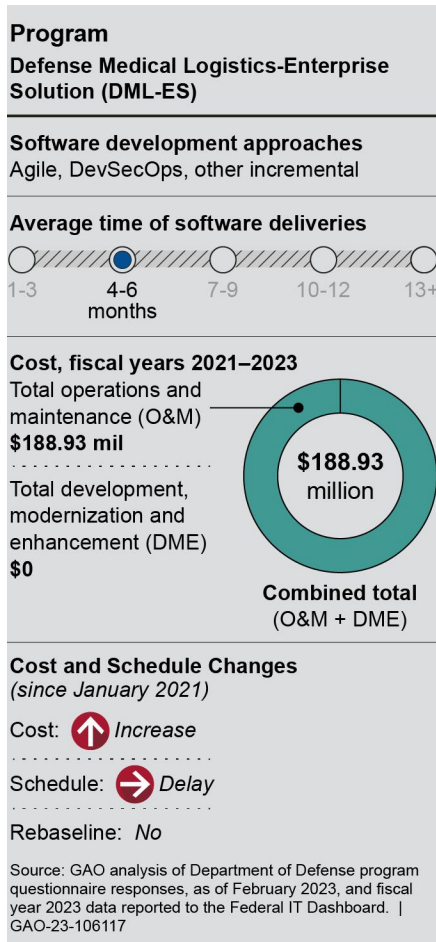 Program
Defense Medical Logistics-Enterprise
Solution (DML-ES)
Software development approaches
Agile, DevSecOps, other incremental
Average time of software deliveries
1-3
4-6
7-9
10-12
13+
months
Cost, fiscal years 2021–2023
Total operations and
maintenance (O&M)
$188.93 mil
Total development,
modernization and
enhancement (DME)
$0
$188.93
million
Combined total
(O&M + DME)
Cost and Schedule Changes
(since January 2021)
Cost: Increase
Schedule: Delay
Rebaseline: No
Source: GAO analysis of Department of Defense program
questionnaire responses, as of February 2023, and fiscal
year 2023 data reported to the Federal IT Dashboard. |
GAO-23-106117